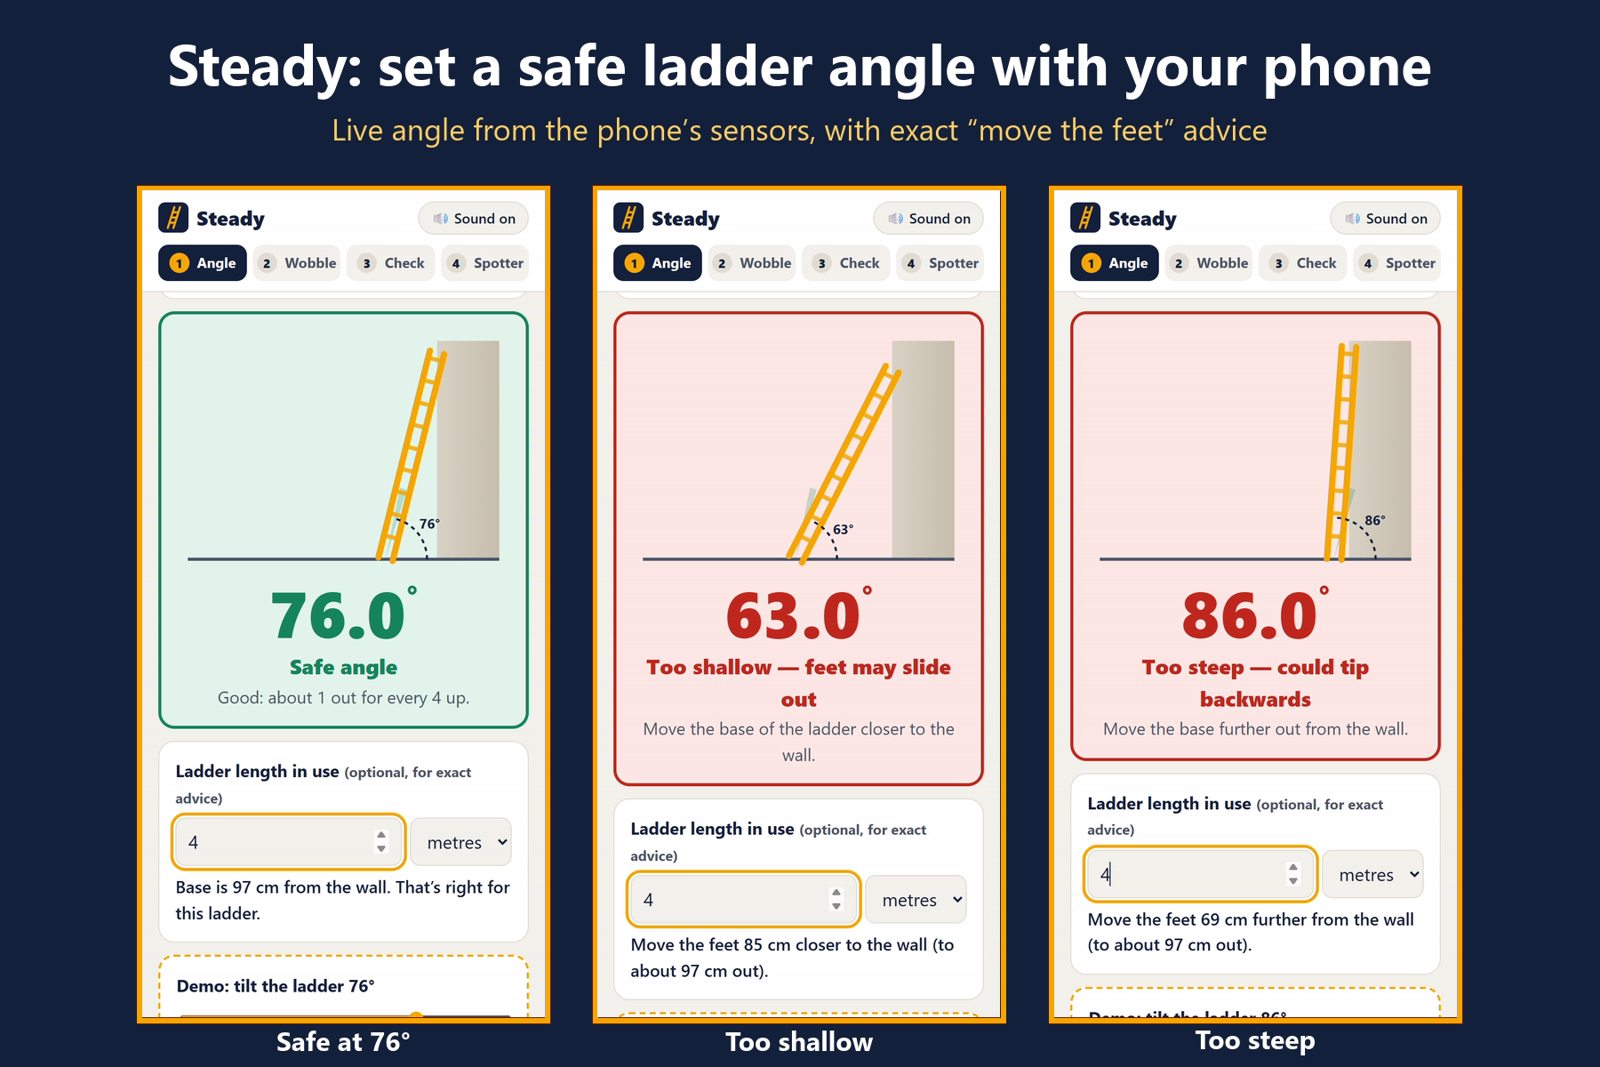 Steady: set a safe ladder angle with your phone
Live angle from the phone’s sensors, with exact “move the feet” advice
Steady
Sound on
1 Angle
2 Wobble
3 Check
4 Spotter
76°
76.0°
Safe angle
Good: about 1 out for every 4 up.
Ladder length in use (optional, for exact
advice)
4
metres
Base is 97 cm from the wall. That’s right for
this ladder.
Demo: tilt the ladder 76°
Safe at 76°
Steady
Sound on
1 Angle
2 Wobble
3 Check
4 Spotter
63°
63.0°
Too shallow — feet may slide
out
Move the base of the ladder closer to the
wall.
Ladder length in use (optional, for exact
advice)
4
metres
Move the feet 85 cm closer to the wall (to
about 97 cm out).
Too shallow
Steady
Sound on
1 Angle
2 Wobble
3 Check
4 Spotter
86°
86.0°
Too steep — could tip
backwards
Move the base further out from the wall.
Ladder length in use (optional, for exact
advice)
4
metres
Move the feet 69 cm further from the wall
(to about 97 cm out).
Demo: tilt the ladder 86°
Too steep